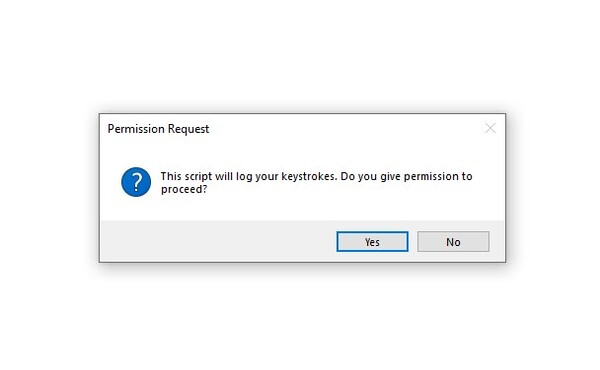 Permission Request
?
This script will log your keystrokes. Do you give permission to
proceed?
Yes
No